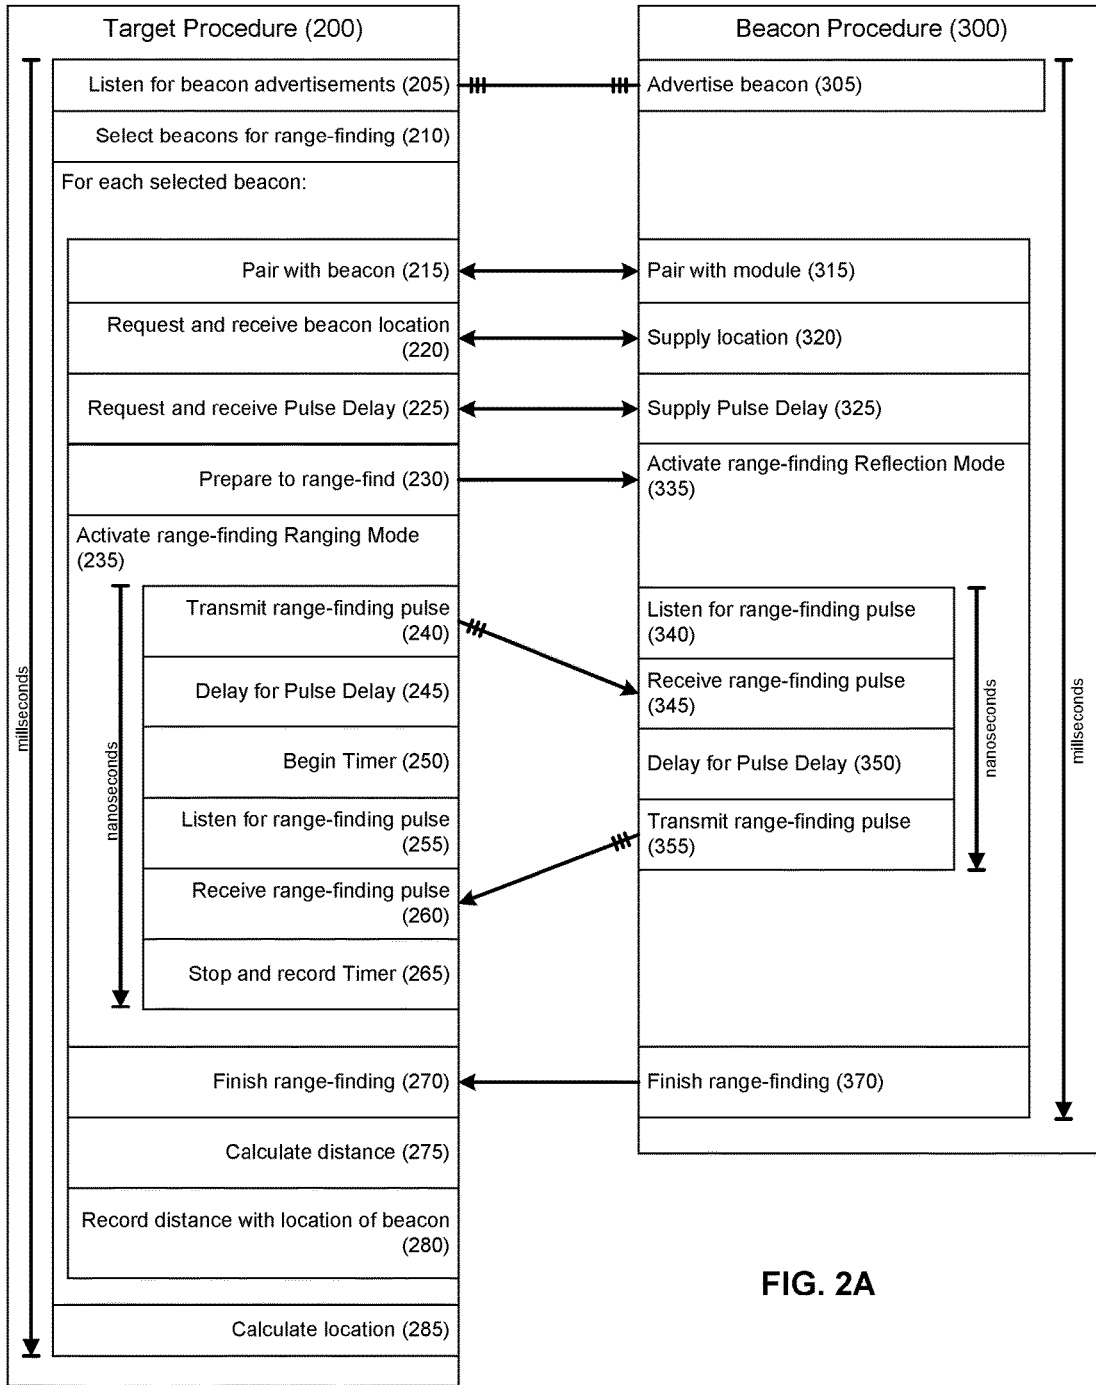 Target Procedure (200)
Beacon Procedure (300)
Listen for beacon advertisements (205)
Advertise beacon (305)
Select beacons for range-finding (210)
For each selected beacon:
Pair with beacon (215)
Pair with module (315)
Request and receive beacon location
(220)
Supply location (320)
Request and receive Pulse Delay (225)
Supply Pulse Delay (325)
Prepare to range-find (230)
Activate range-finding Reflection Mode
(335)
Activate range-finding Ranging Mode
(235)
Transmit range-finding pulse
(240)
Listen for range-finding pulse
(340)
Delay for Pulse Delay (245)
Receive range-finding pulse
(345)
Begin Timer (250)
Delay for Pulse Delay (350)
Listen for range-finding pulse
(255)
Transmit range-finding pulse
(355)
Receive range-finding pulse
(260)
Stop and record Timer (265)
milliseconds
nanoseconds
nanoseconds
millseconds
Finish range-finding (270)
Finish range-finding (370)
Calculate distance (275)
Record distance with location of beacon
(280)
Calculate location (285)
FIG. 2A